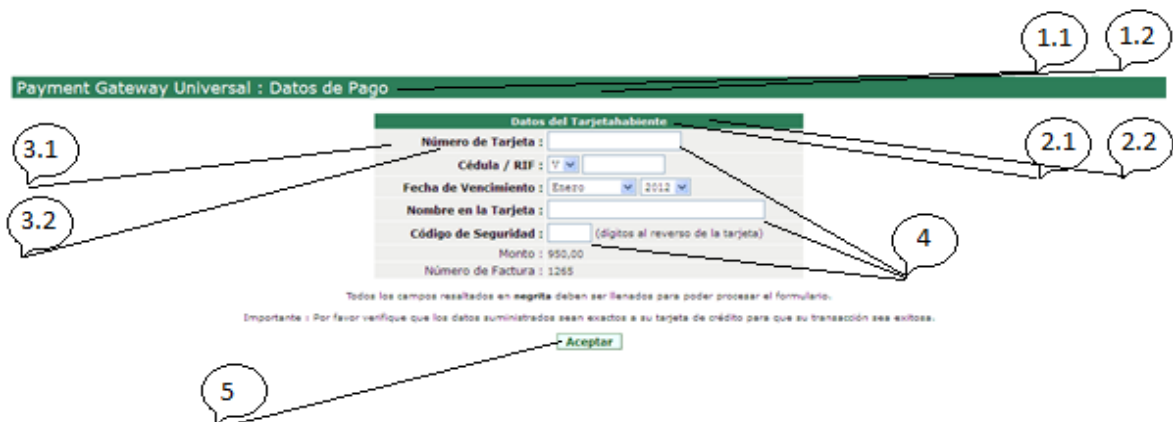 1.1 1.2
Payment Gateway Universal : Datos de Pago
Datos del Tarjetahabiente
3.1 Número de Tarjeta : 2.1 2.2
Cédula / RIF : V
Fecha de Vencimiento : Enero 2012
3.2 Nombre en la Tarjeta :
Código de Seguridad : (dígitos al reverso de la tarjeta) 4
Monto : 950,00
Número de Factura : 1265
Todos los campos resaltados en negrita deben ser llenados para poder procesar el formulario.
Importante : Por favor verifique que los datos suministrados sean exactos a su tarjeta de crédito para que su transacción sea exitosa.
Aceptar
5